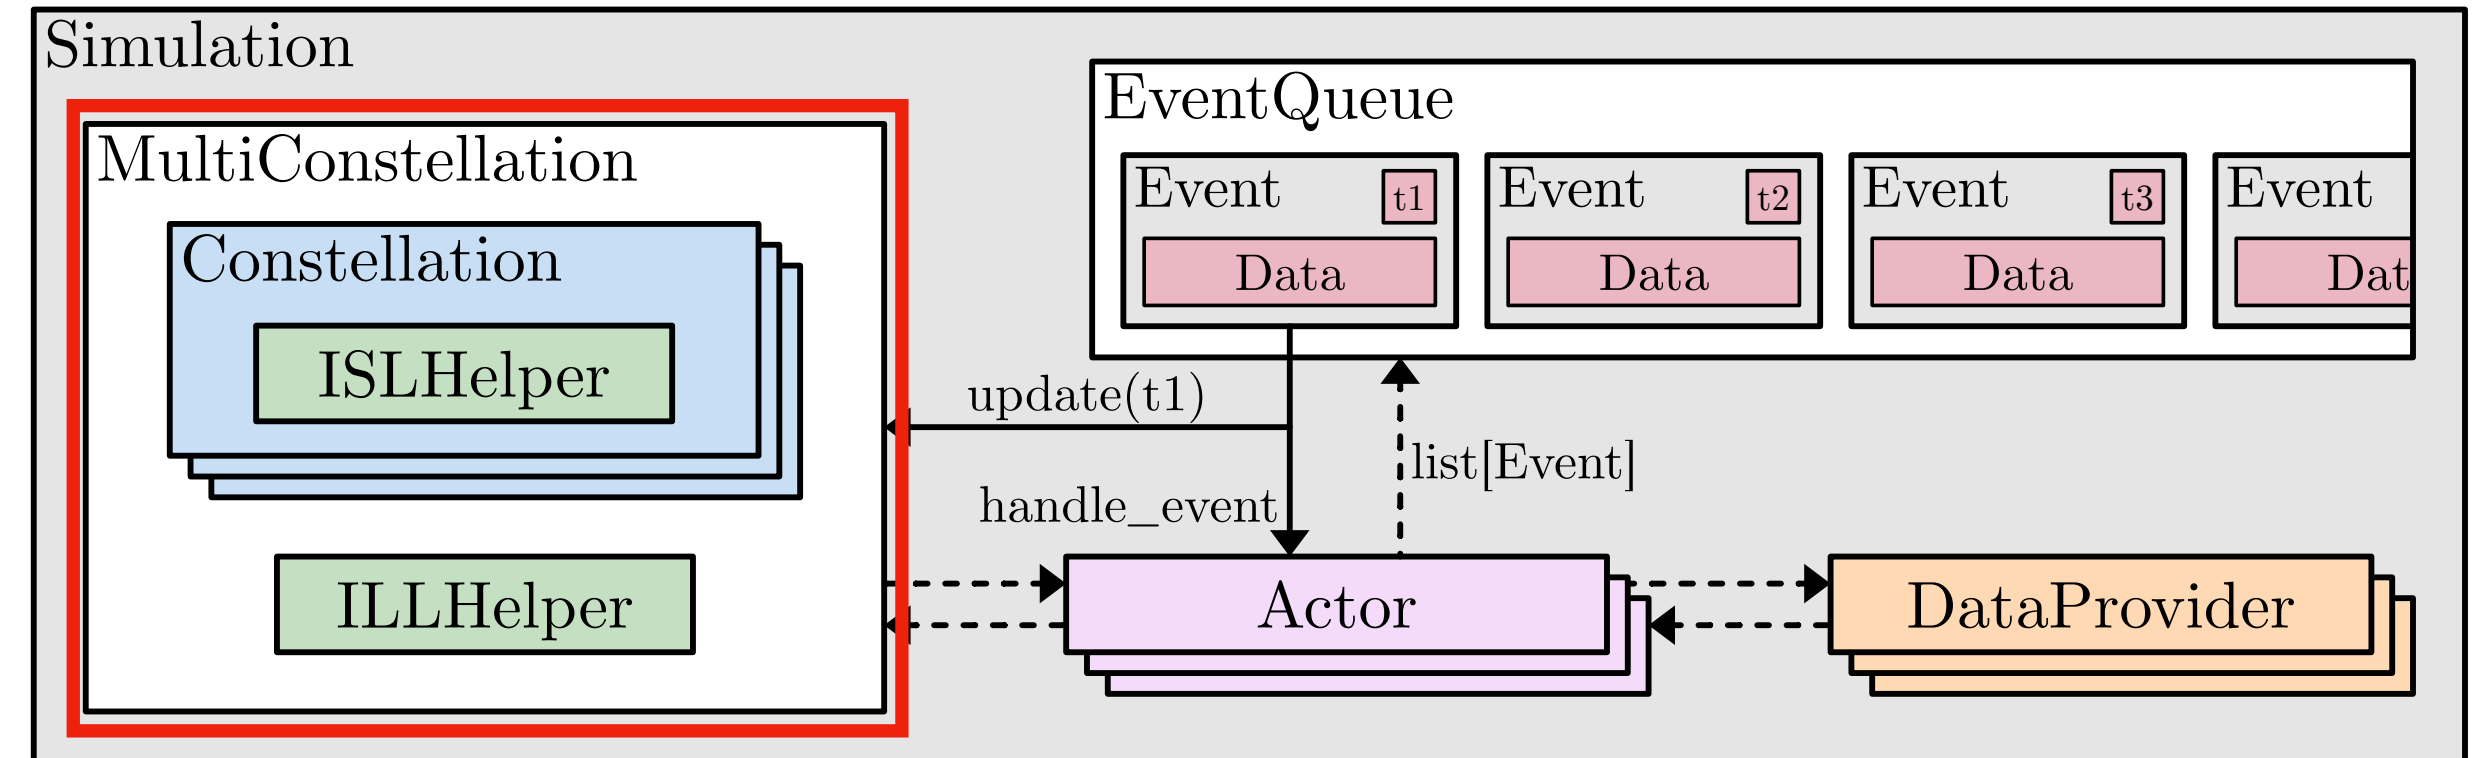 Simulation
MultiConstellation
Constellation
ISLHelper
ILLHelper
EventQueue
Event t1
Data
Event t2
Data
Event t3
Data
Event
Dat
update(t1)
handle_event
list[Event]
Actor
DataProvider